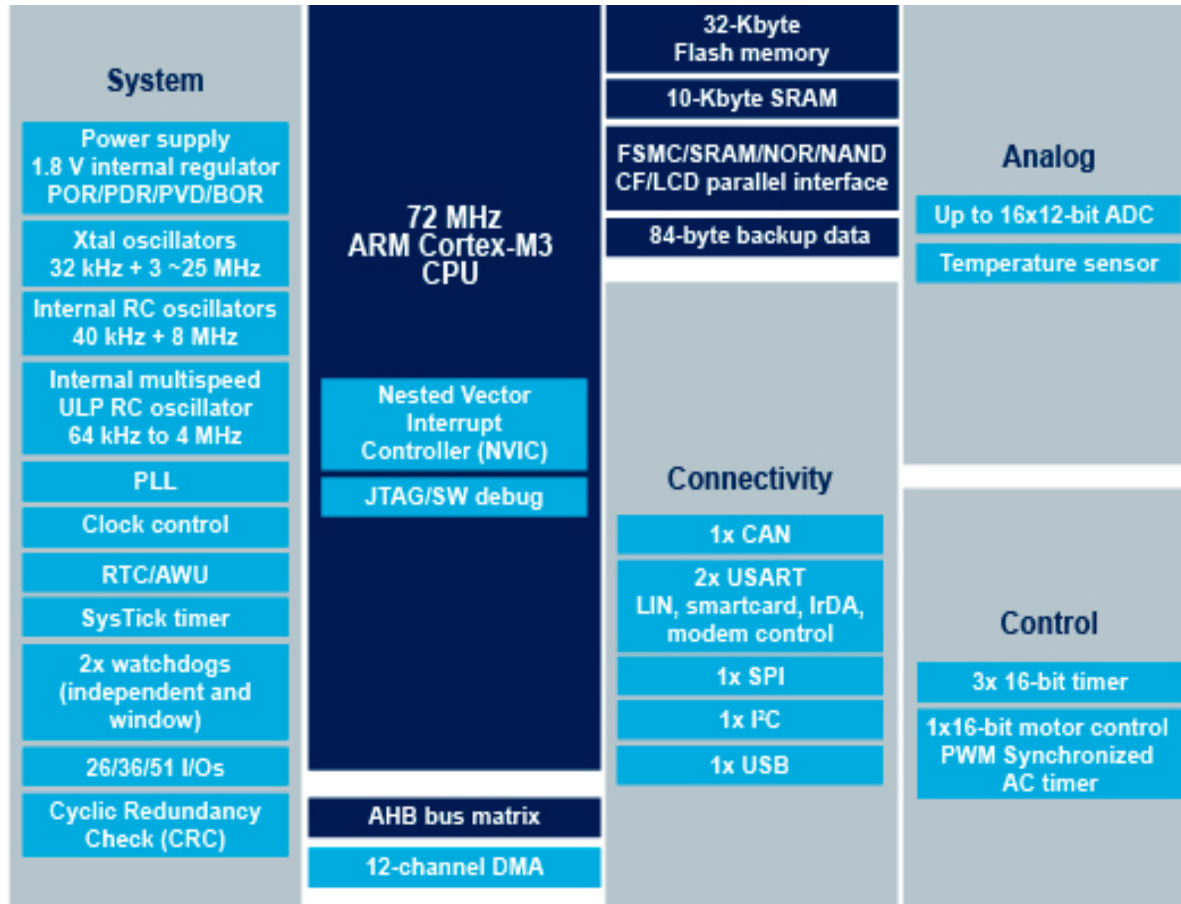 System
Power supply
1.8 V internal regulator
POR/PDR/PVD/BOR
Xtal oscillators
32 kHz + 3 ~25 MHz
Internal RC oscillators
40 kHz + 8 MHz
Internal multispeed
ULP RC oscillator
64 kHz to 4 MHz
PLL
Clock control
RTC/AWU
SysTick timer
2x watchdogs
(independent and
window)
26/36/51 I/Os
Cyclic Redundancy
Check (CRC)
72 MHz
ARM Cortex-M3
CPU
Nested Vector
Interrupt
Controller (NVIC)
JTAG/SW debug
AHB bus matrix
12-channel DMA
32-Kbyte
Flash memory
10-Kbyte SRAM
FSMC/SRAM/NOR/NAND
CF/LCD parallel interface
84-byte backup data
Connectivity
1x CAN
2x USART
LIN, smartcard, IrDA,
modem control
1x SPI
1x I²C
1x USB
Analog
Up to 16x12-bit ADC
Temperature sensor
Control
3x 16-bit timer
1x16-bit motor control
PWM Synchronized
AC timer